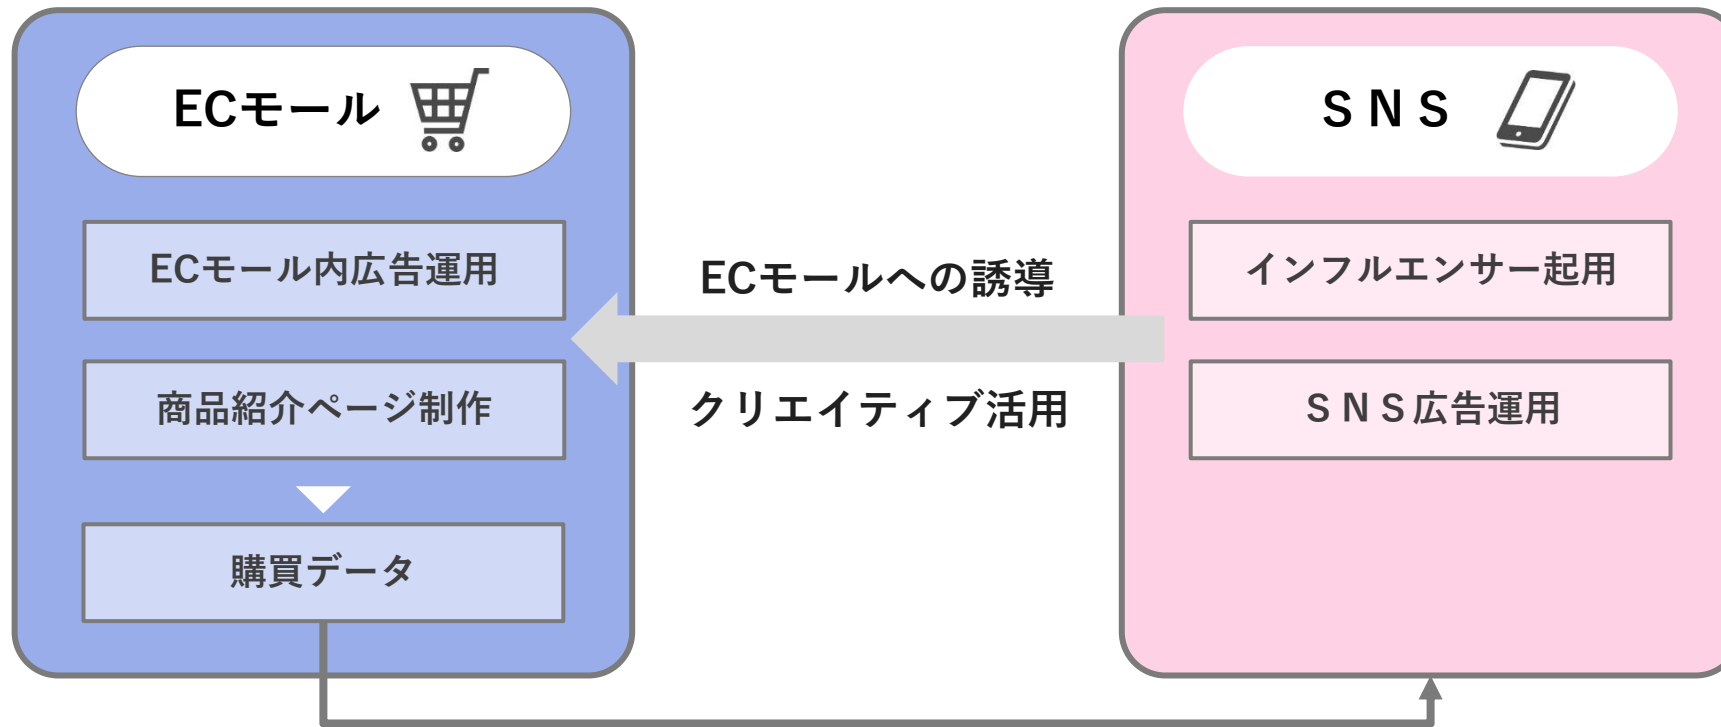 ECモール
ECモール内広告運用
商品紹介ページ制作
購買データ
ECモールへの誘導
クリエイティブ活用
ＳＮＳ
インフルエンサー起用
ＳＮＳ広告運用